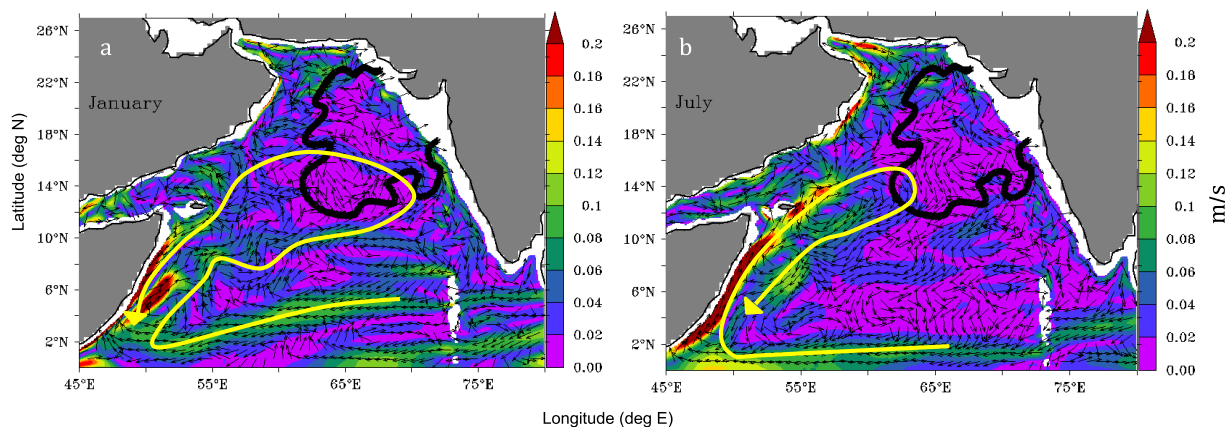 a
January
26°N
22°N
18°N
14°N
10°N
6°N
2°N
45°E
55°E
65°E
75°E
0.2
0.18
0.16
0.14
0.12
0.1
0.08
0.06
0.04
0.02
0.00
b
July
26°N
22°N
18°N
14°N
10°N
6°N
2°N
45°E
55°E
65°E
75°E
0.2
0.18
0.16
0.14
0.12
0.1
0.08
0.06
0.04
0.02
0.00
m/s
Latitude (deg N)
Longitude (deg E)